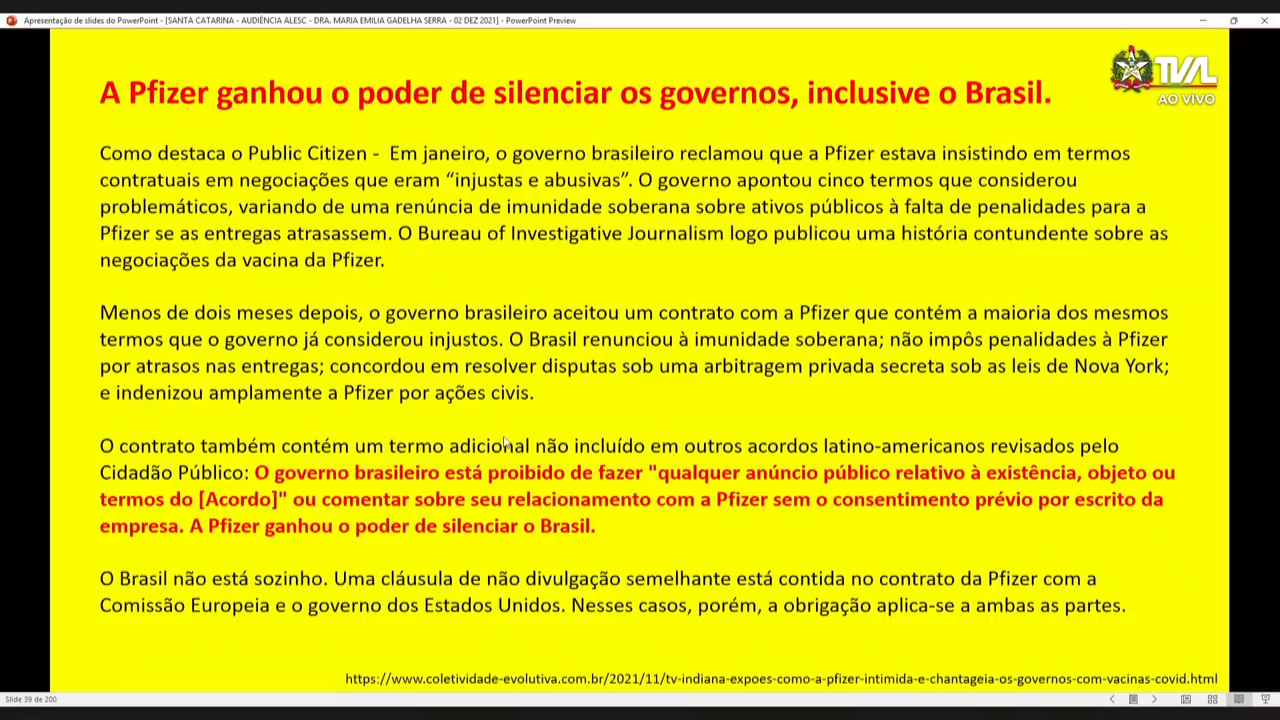 Apresentação de slides do PowerPoint - [SANTA CATARINA - AUDIÊNCIA ALESC - DRA. MARIA EMILIA GADELHA SERRA - 02 DEZ 2021] - PowerPoint Preview
TVAL
AO VIVO
A Pfizer ganhou o poder de silenciar os governos, inclusive o Brasil.
Como destaca o Public Citizen - Em janeiro, o governo brasileiro reclamou que a Pfizer estava insistindo em termos
contratuais em negociações que eram “injustas e abusivas”. O governo apontou cinco termos que considerou
problemáticos, variando de uma renúncia de imunidade soberana sobre ativos públicos à falta de penalidades para a
Pfizer se as entregas atrasassem. O Bureau of Investigative Journalism logo publicou uma história contundente sobre as
negociações da vacina da Pfizer.
Menos de dois meses depois, o governo brasileiro aceitou um contrato com a Pfizer que contém a maioria dos mesmos
termos que o governo já considerou injustos. O Brasil renunciou à imunidade soberana; não impôs penalidades à Pfizer
por atrasos nas entregas; concordou em resolver disputas sob uma arbitragem privada secreta sob as leis de Nova York;
e indenizou amplamente a Pfizer por ações civis.
O contrato também contém um termo adicional não incluído em outros acordos latino-americanos revisados pelo
Cidadão Público: O governo brasileiro está proibido de fazer "qualquer anúncio público relativo à existência, objeto ou
termos do [Acordo]" ou comentar sobre seu relacionamento com a Pfizer sem o consentimento prévio por escrito da
empresa. A Pfizer ganhou o poder de silenciar o Brasil.
O Brasil não está sozinho. Uma cláusula de não divulgação semelhante está contida no contrato da Pfizer com a
Comissão Europeia e o governo dos Estados Unidos. Nesses casos, porém, a obrigação aplica-se a ambas as partes.
https://www.coletividade-evolutiva.com.br/2021/11/tv-indiana-expoes-como-a-pfizer-intimida-e-chantageia-os-governos-com-vacinas-covid.html
Slide 39 de 200